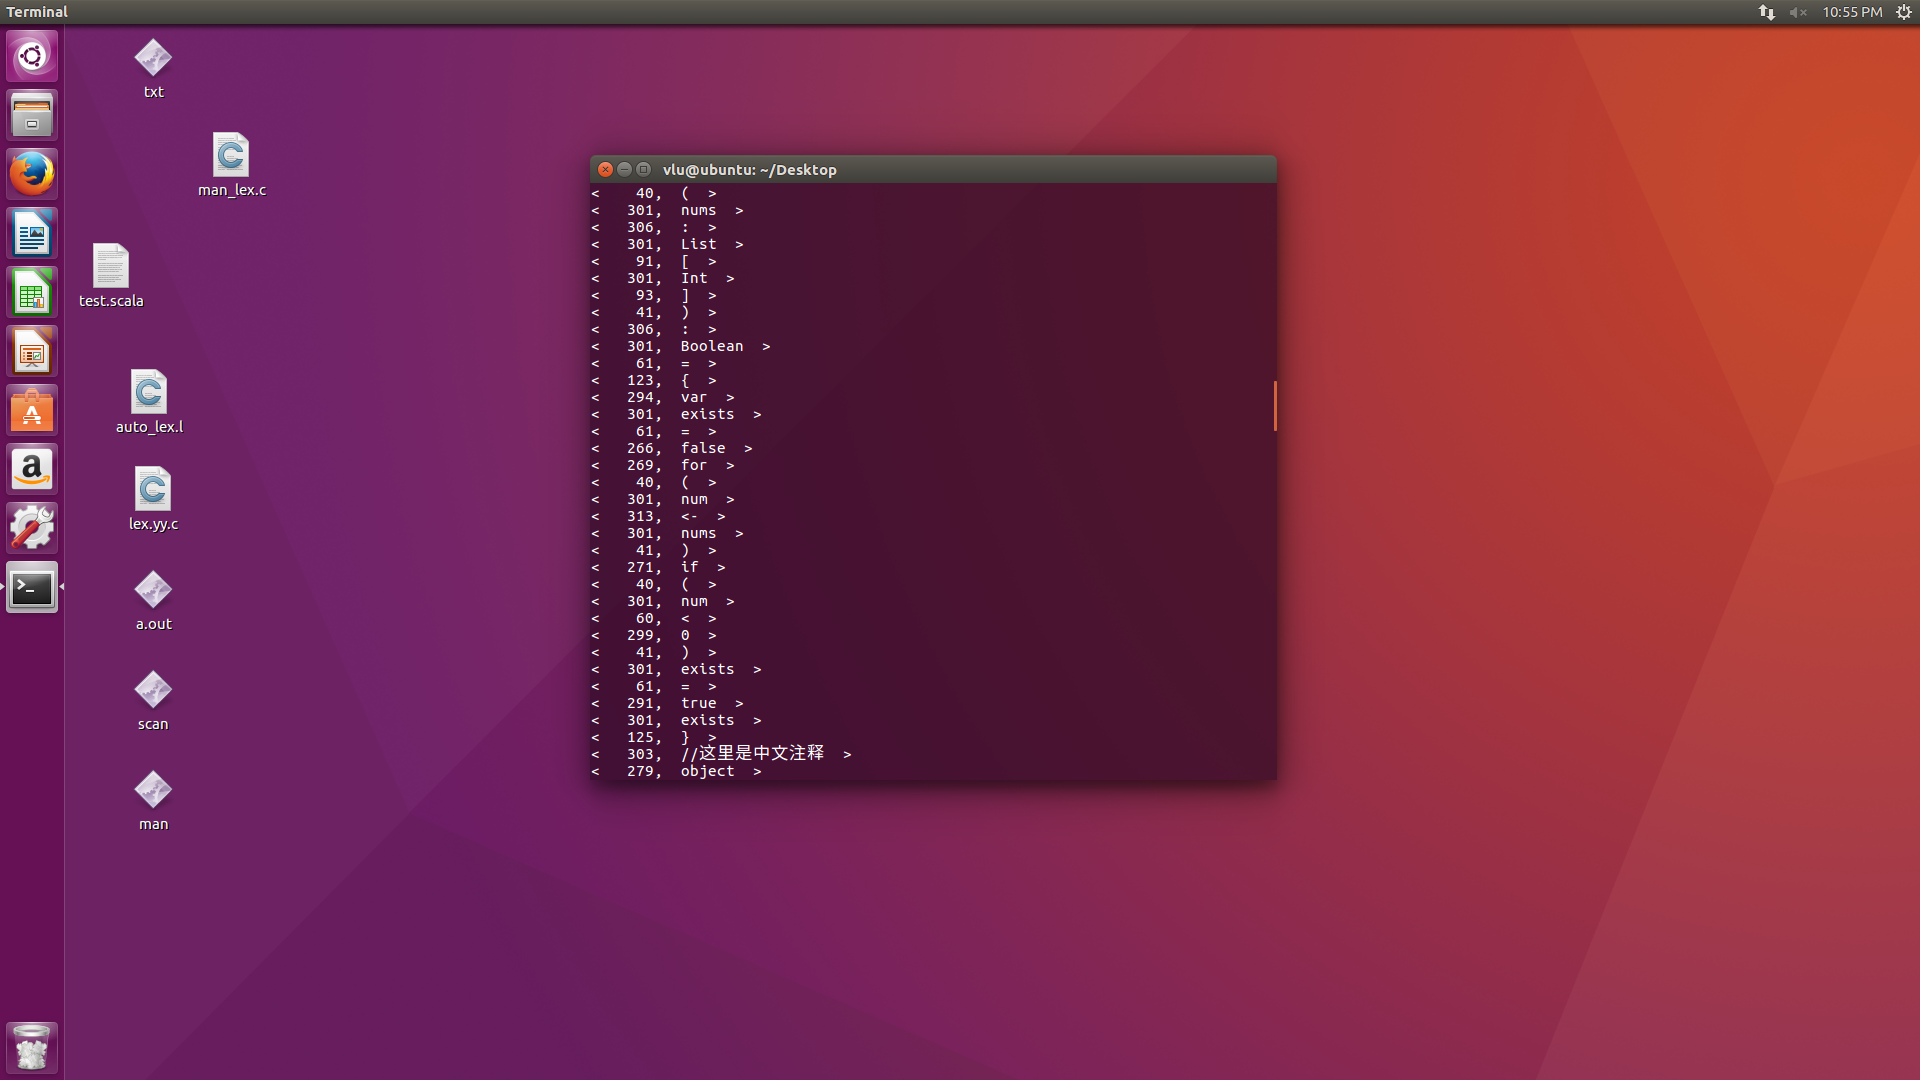 Terminal
10:55 PM
txt
man_lex.c
test.scala
auto_lex.l
lex.yy.c
a.out
scan
man
vlu@ubuntu: ~/Desktop
<    40,  (  >
<   301,  nums  >
<   306,  :  >
<   301,  List  >
<    91,  [  >
<   301,  Int  >
<    93,  ]  >
<    41,  )  >
<   306,  :  >
<   301,  Boolean  >
<    61,  =  >
<   123,  {  >
<   294,  var  >
<   301,  exists  >
<    61,  =  >
<   266,  false  >
<   269,  for  >
<    40,  (  >
<   301,  num  >
<   313,  <-  >
<   301,  nums  >
<    41,  )  >
<   271,  if  >
<    40,  (  >
<   301,  num  >
<    60,  <  >
<   299,  0  >
<    41,  )  >
<   301,  exists  >
<    61,  =  >
<   291,  true  >
<   301,  exists  >
<   125,  }  >
<   303,  //这里是中文注释  >
<   279,  object  >